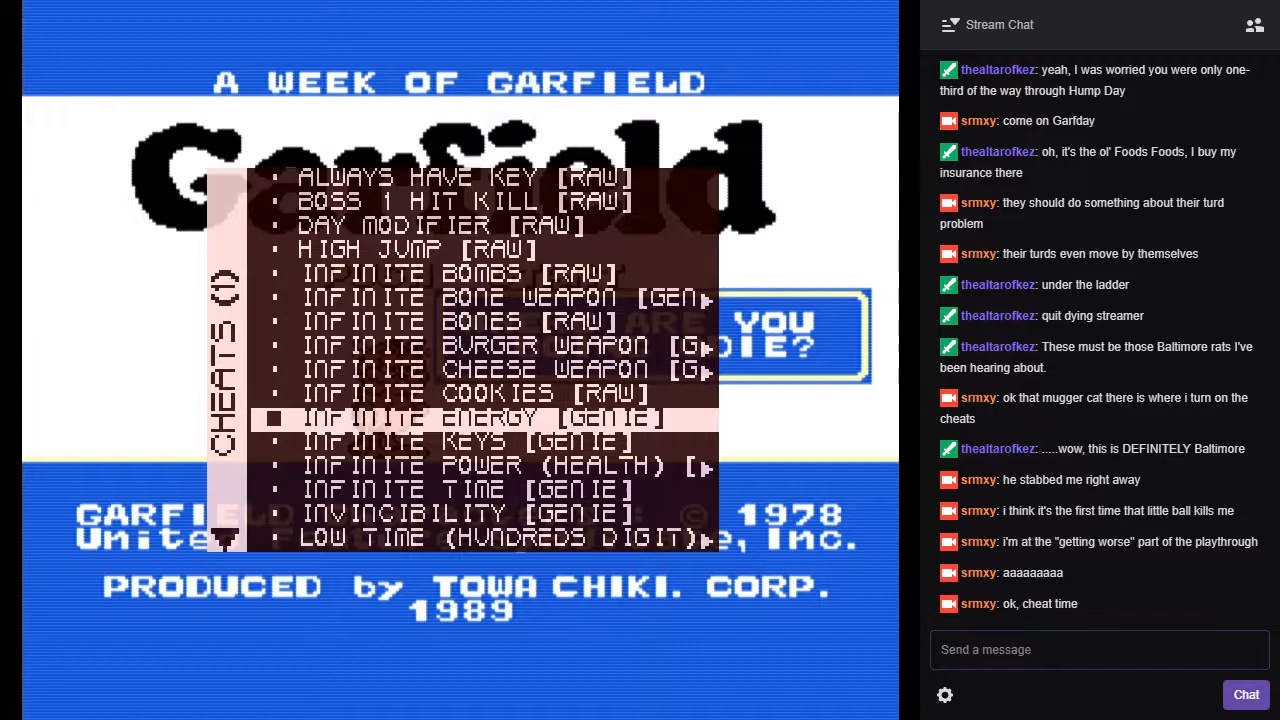 A WEEK OF GARFIELD
Garfield
CHEATS (1)
ALWAYS HAVE KEY [RAW]
BOSS 1 HIT KILL [RAW]
DAY MODIFIER [RAW]
HIGH JUMP [RAW]
INFINITE BOMBS [RAW]
INFINITE BONE WEAPON [GEN
INFINITE BONES [RAW]
INFINITE BURGER WEAPON [G
INFINITE CHEESE WEAPON [G
INFINITE COOKIES [RAW]
INFINITE ENERGY [GENIE]
INFINITE KEYS [GENIE]
INFINITE POWER (HEALTH) [
INFINITE TIME [GENIE]
INVINCIBILITY [GENIE]
LOW TIME (HUNDREDS DIGIT)
ARE YOU
DIE?
GARFIE © 1978
Unite e, Inc.
PRODUCED by TOWA CHIKI. CORP.
1989
Stream Chat
thealtarofkez: yeah, I was worried you were only one-
third of the way through Hump Day
srmxy: come on Garfday
thealtarofkez: oh, it's the ol' Foods Foods, I buy my
insurance there
srmxy: they should do something about their turd
problem
srmxy: their turds even move by themselves
thealtarofkez: under the ladder
thealtarofkez: quit dying streamer
thealtarofkez: These must be those Baltimore rats I've
been hearing about.
srmxy: ok that mugger cat there is where i turn on the
cheats
thealtarofkez: .....wow, this is DEFINITELY Baltimore
srmxy: he stabbed me right away
srmxy: i think it's the first time that little ball kills me
srmxy: i'm at the "getting worse" part of the playthrough
srmxy: aaaaaaaaa
srmxy: ok, cheat time
Send a message
Chat